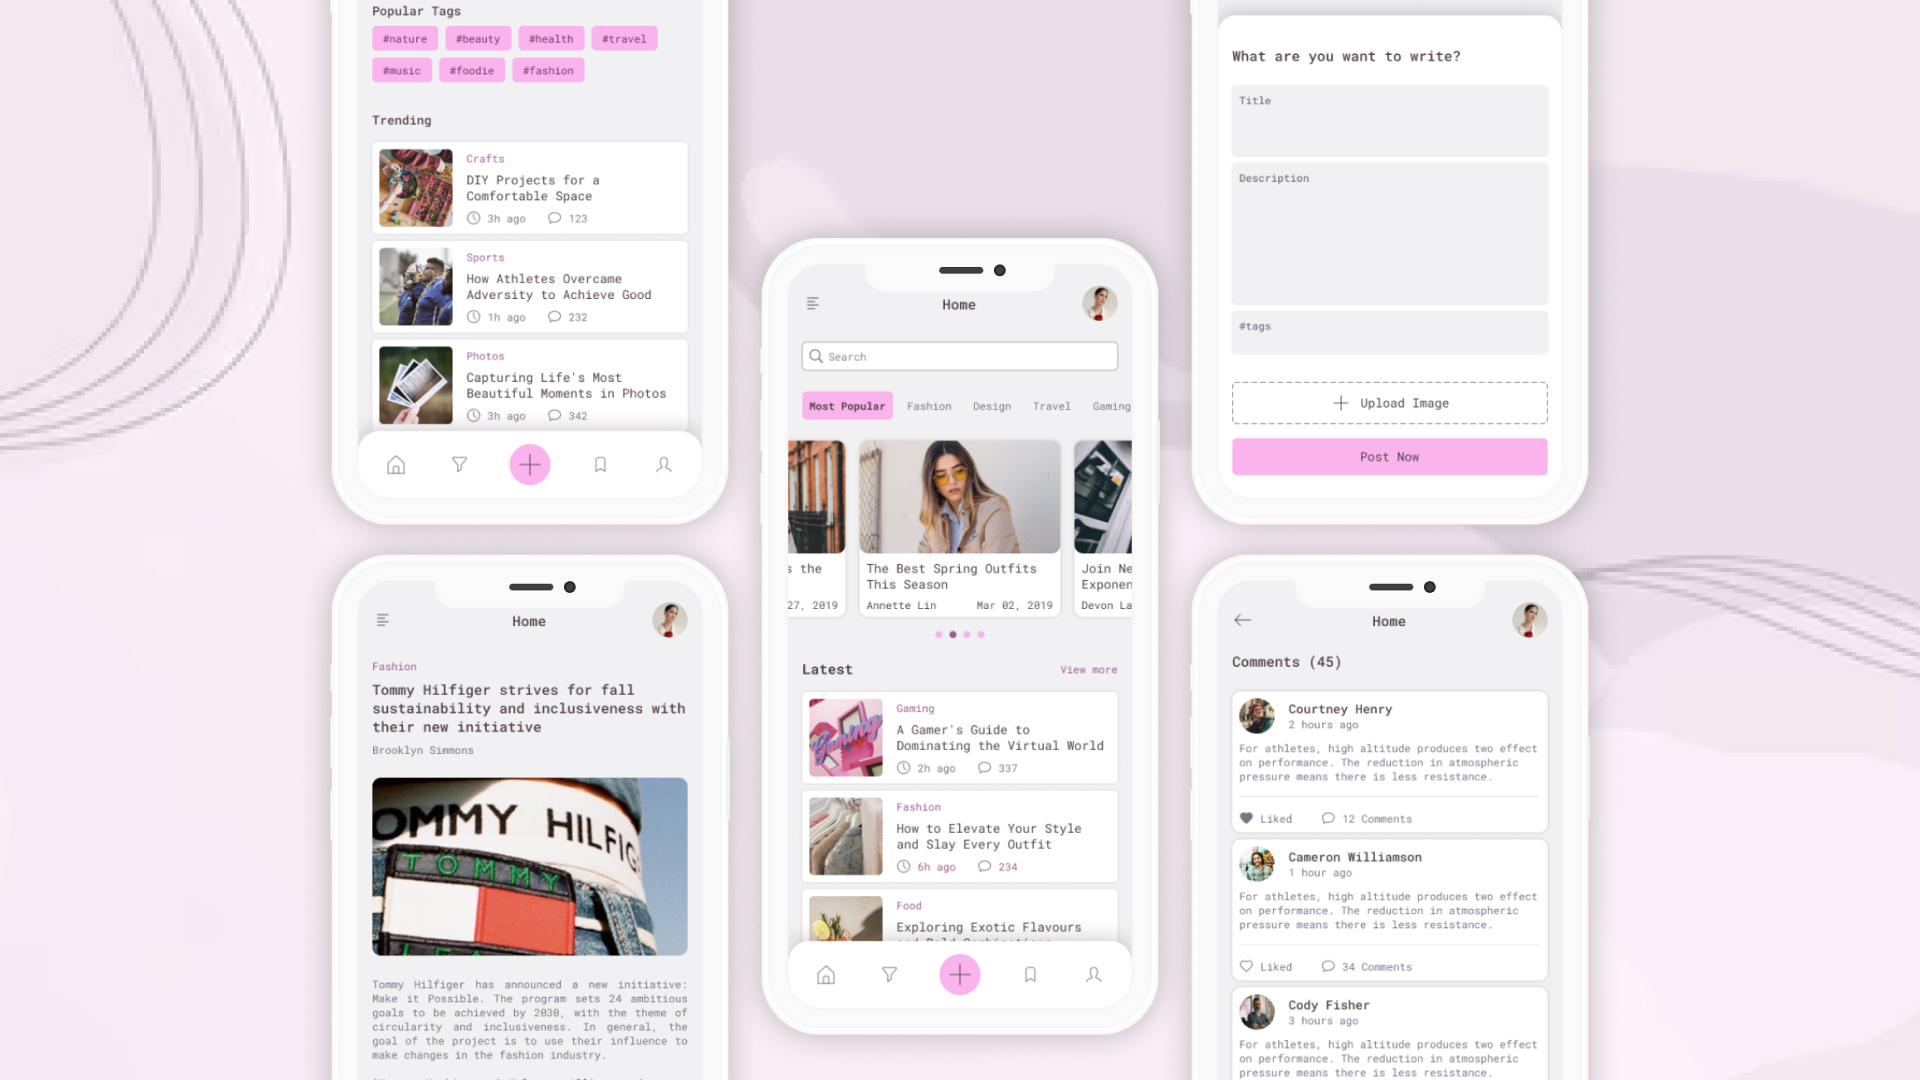 Popular Tags
#nature
#beauty
#health
#travel
#music
#foodie
#fashion
Trending
Crafts
DIY Projects for a
Comfortable Space
3h ago
123
Sports
How Athletes Overcame
Adversity to Achieve Good
1h ago
232
Photos
Capturing Life's Most
Beautiful Moments in Photos
3h ago
342
Home
Fashion
Tommy Hilfiger strives for fall
sustainability and inclusiveness with
their new initiative
Brooklyn Simmons
OMMY HILFIG
TOMMY
Tommy Hilfiger has announced a new initiative:
Make it Possible. The program sets 24 ambitious
goals to be achieved by 2030, with the theme of
circularity and inclusiveness. In general, the
goal of the project is to use their influence to
make changes in the fashion industry.
Home
Search
Most Popular
Fashion
Design
Travel
Gaming
s the
27, 2019
The Best Spring Outfits
This Season
Annette Lin
Mar 02, 2019
Join Ne
Exponen
Devon La
Latest
View more
Gaming
Gaming
A Gamer's Guide to
Dominating the Virtual World
2h ago
337
Fashion
How to Elevate Your Style
and Slay Every Outfit
6h ago
234
Food
Exploring Exotic Flavours
What are you want to write?
Title
Description
#tags
Upload Image
Post Now
Home
Comments (45)
Courtney Henry
2 hours ago
For athletes, high altitude produces two effect
on performance. The reduction in atmospheric
pressure means there is less resistance.
Liked
12 Comments
Cameron Williamson
1 hour ago
For athletes, high altitude produces two effect
on performance. The reduction in atmospheric
pressure means there is less resistance.
Liked
34 Comments
Cody Fisher
3 hours ago
For athletes, high altitude produces two effect
on performance. The reduction in atmospheric
pressure means there is less resistance.